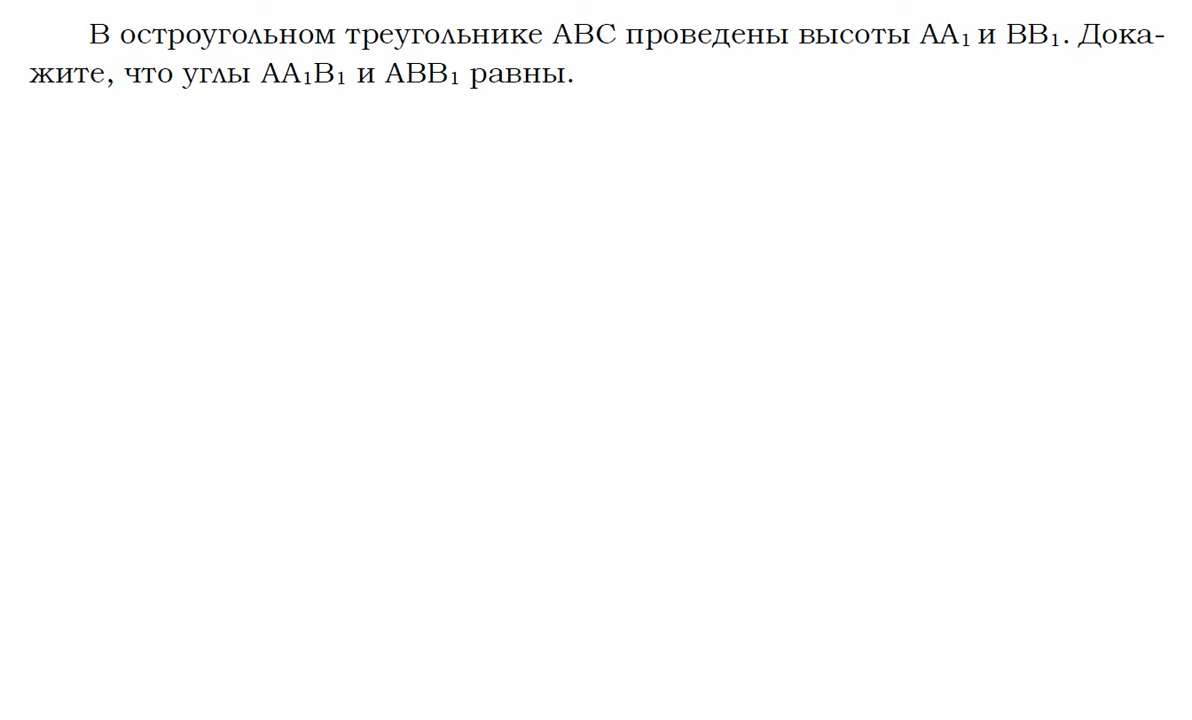 В остроугольном треугольнике ABC проведены высоты AA₁ и BB₁. Дока-
жите, что углы AA₁B₁ и ABB₁ равны.